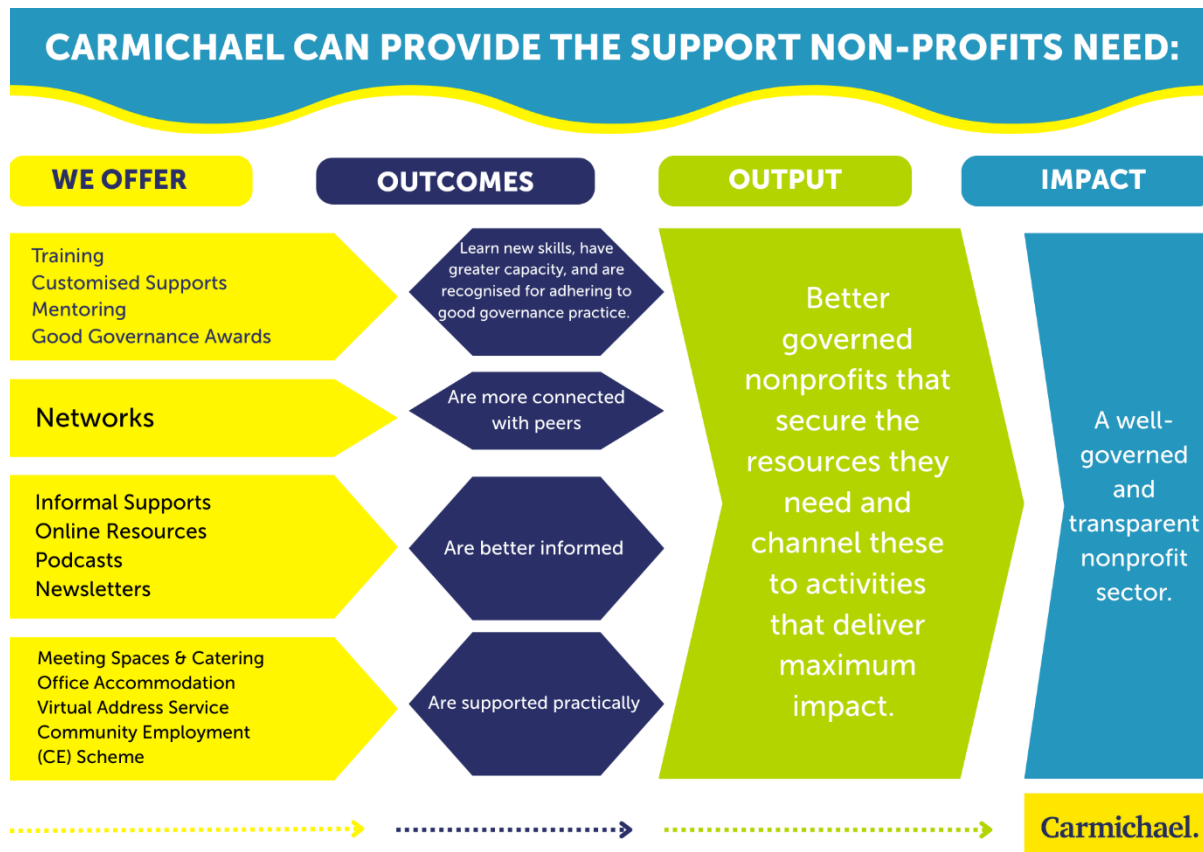 CARMICHAEL CAN PROVIDE THE SUPPORT NON-PROFITS NEED:
WE OFFER
OUTCOMES
OUTPUT
IMPACT
Training
Customised Supports
Mentoring
Good Governance Awards
Learn new skills, have
greater capacity, and are
recognised for adhering to
good governance practice.
Networks
Are more connected
with peers
Informal Supports
Online Resources
Podcasts
Newsletters
Are better informed
Meeting Spaces & Catering
Office Accommodation
Virtual Address Service
Community Employment
(CE) Scheme
Are supported practically
Better
governed
nonprofits that
secure the
resources they
need and
channel these
to activities
that deliver
maximum
impact.
A well-
governed
and
transparent
nonprofit
sector.
Carmichael.